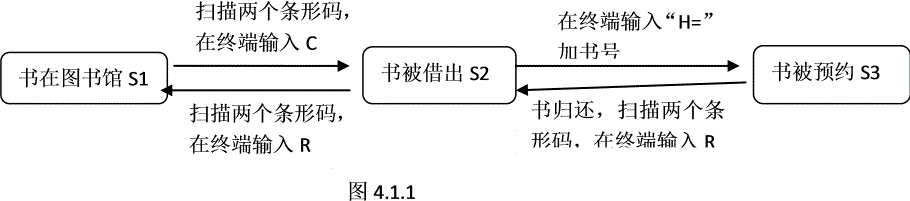 扫描两个条形码，
在终端输入 C
在终端输入“H=”
加书号
书在图书馆 S1
书被借出 S2
书被预约 S3
扫描两个条形码，
在终端输入 R
书归还，扫描两个条
形码，在终端输入 R
图 4.1.1